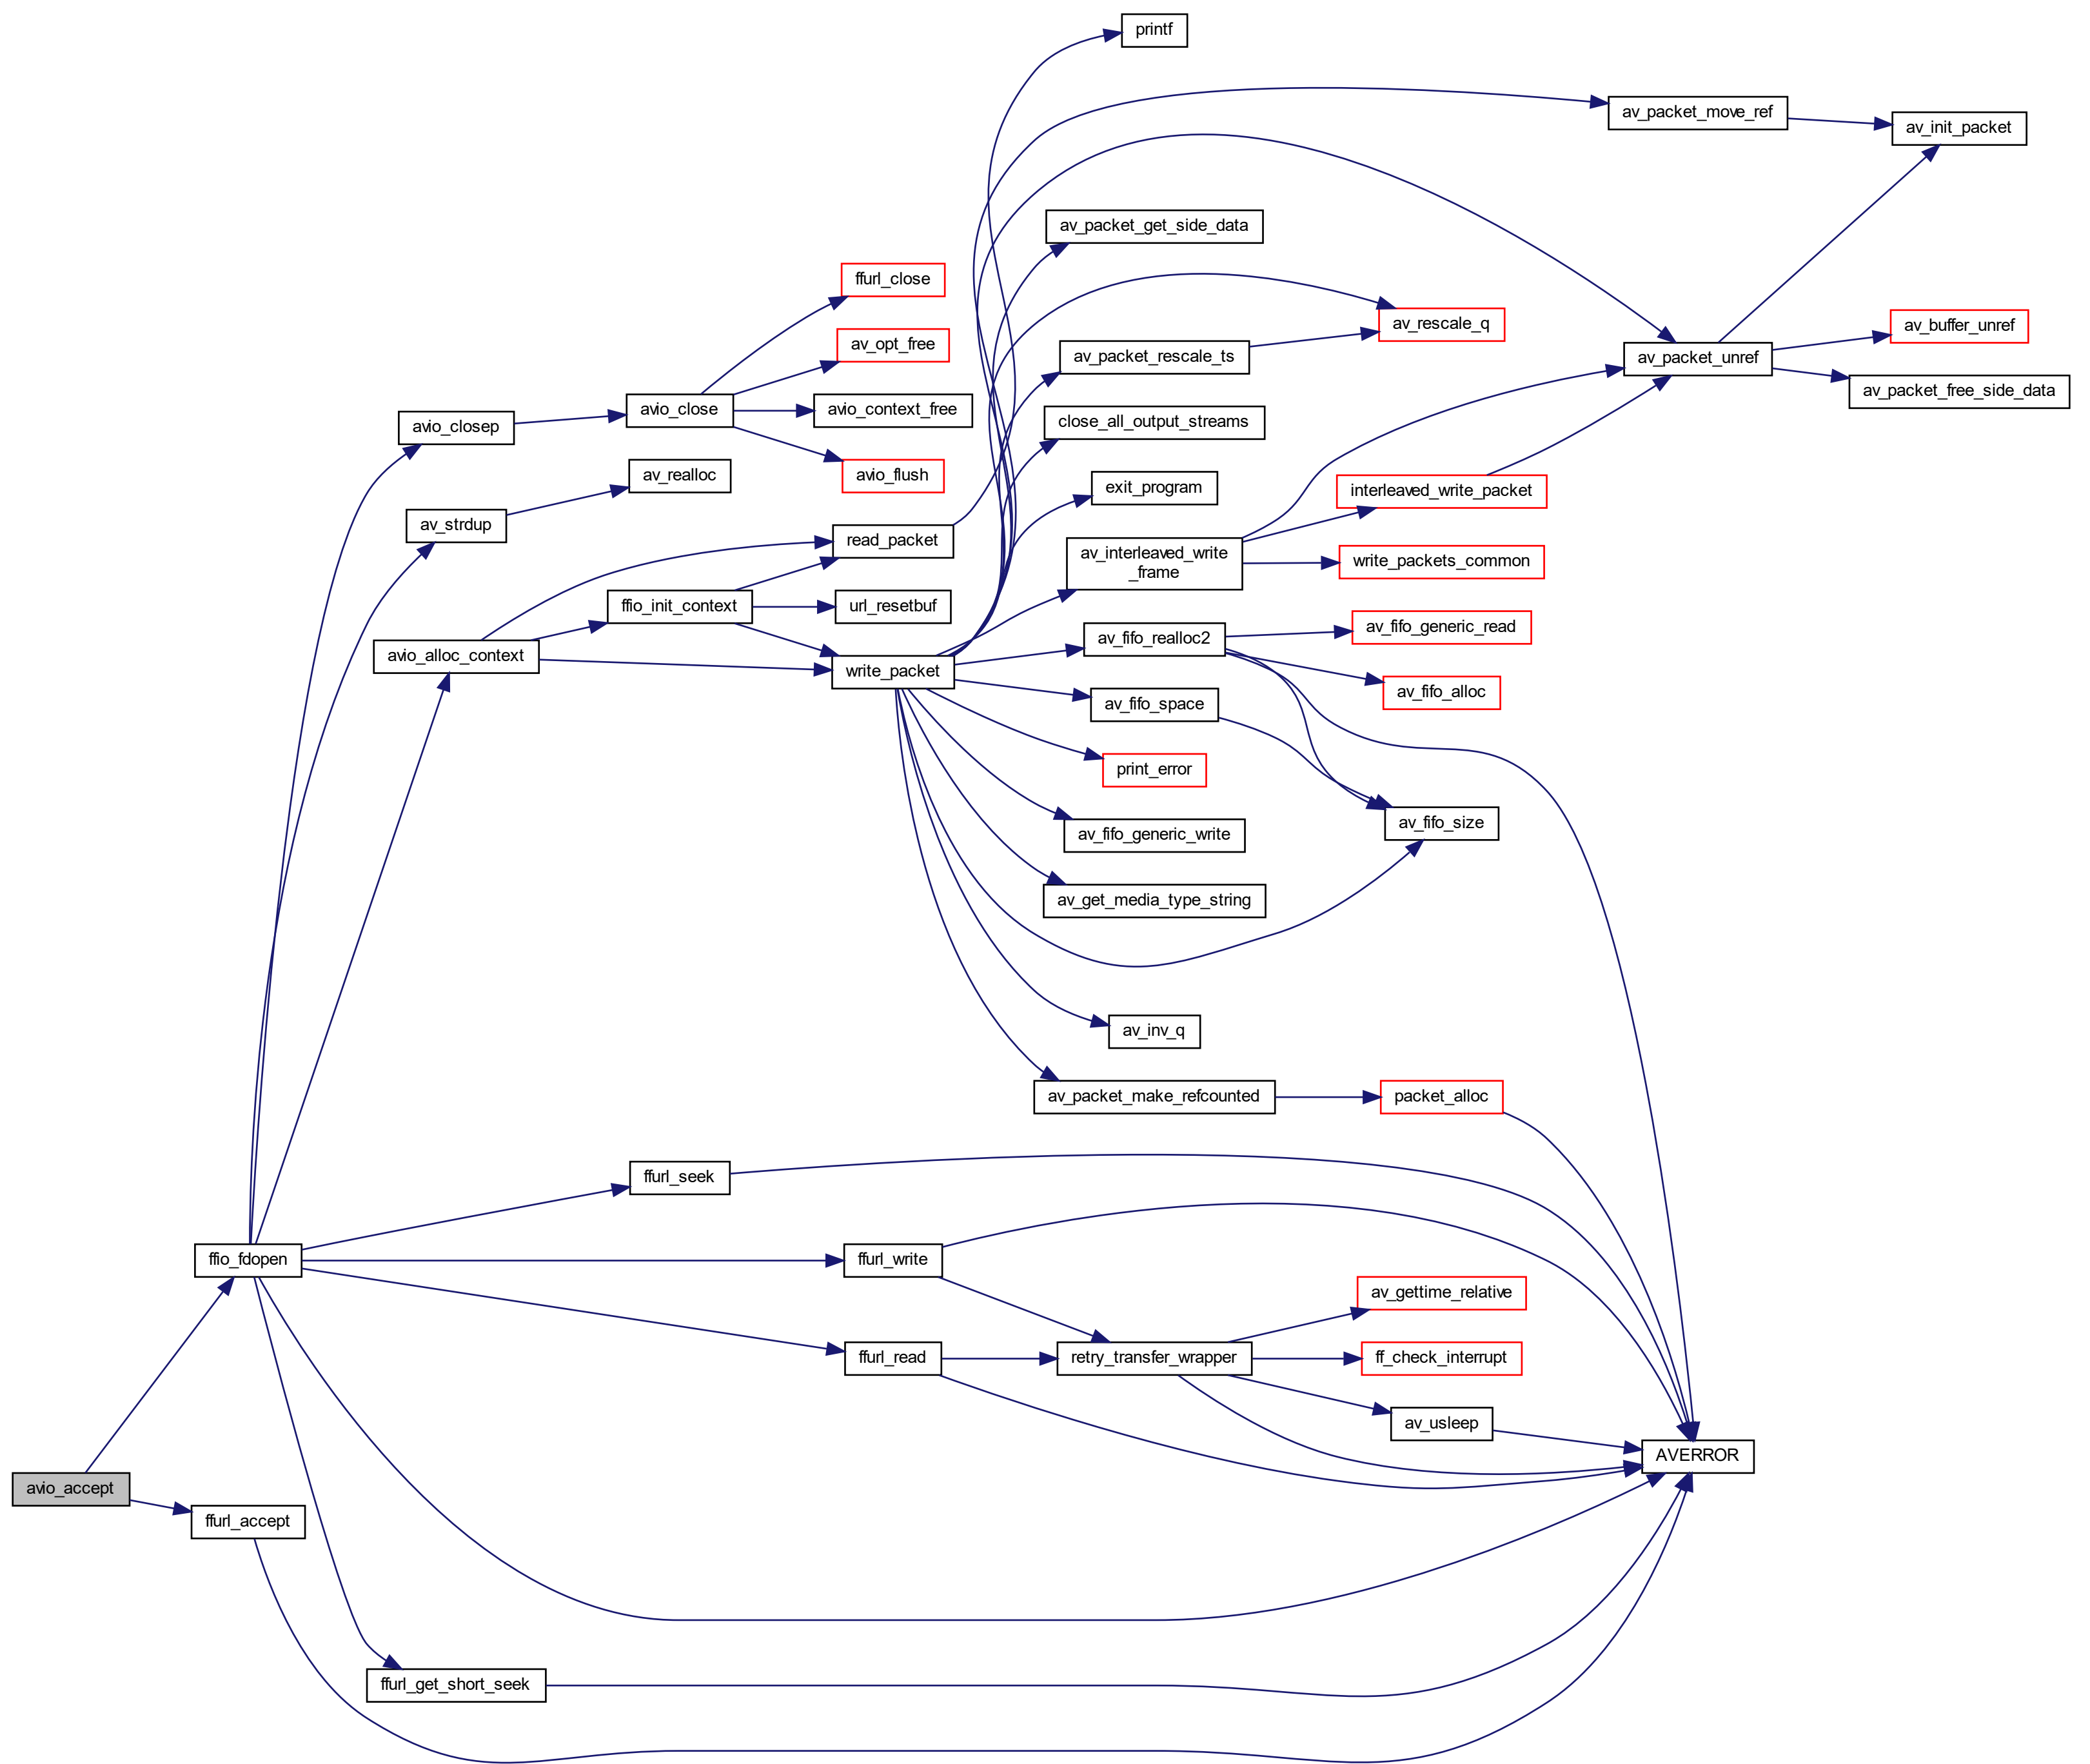 printf
av_packet_move_ref
av_init_packet
av_packet_get_side_data
ffurl_close
av_rescale_q
av_buffer_unref
av_opt_free
av_packet_rescale_ts
av_packet_unref
av_packet_free_side_data
avio_closep
avio_close
avio_context_free
close_all_output_streams
av_realloc
avio_flush
exit_program
interleaved_write_packet
av_strdup
read_packet
av_interleaved_write
_frame
write_packets_common
ffio_init_context
url_resetbuf
av_fifo_realloc2
av_fifo_generic_read
avio_alloc_context
write_packet
av_fifo_alloc
av_fifo_space
print_error
av_fifo_generic_write
av_fifo_size
av_get_media_type_string
av_inv_q
av_packet_make_refcounted
packet_alloc
ffurl_seek
ffio_fdopen
ffurl_write
av_gettime_relative
ffurl_read
retry_transfer_wrapper
ff_check_interrupt
av_usleep
AVERROR
avio_accept
ffurl_accept
ffurl_get_short_seek